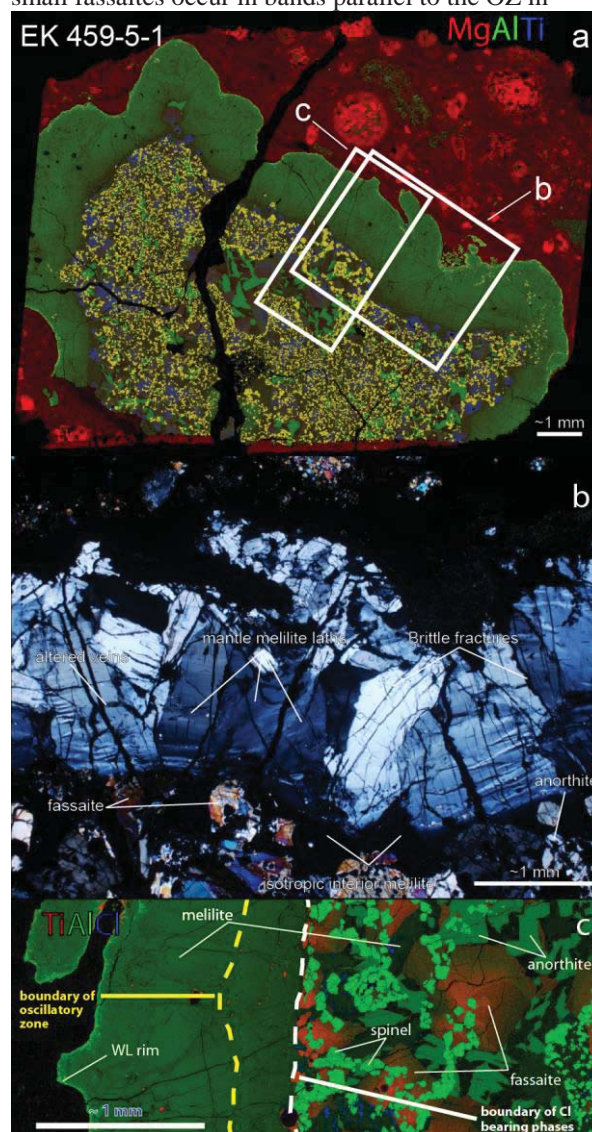 small fassaites occur in bands parallel to the OZ in
EK 459-5-1
MgAlTi
a
c
b
~1 mm
b
mantle melilite laths
Brittle fractures
altered veins
fassaite
anorthite
isotropic interior melilite
~1 mm
TiAlCl
c
melilite
anorthite
boundary of
oscillatory
zone
spinel
WL rim
fassaite
~ 1 mm
boundary of Cl
bearing phases